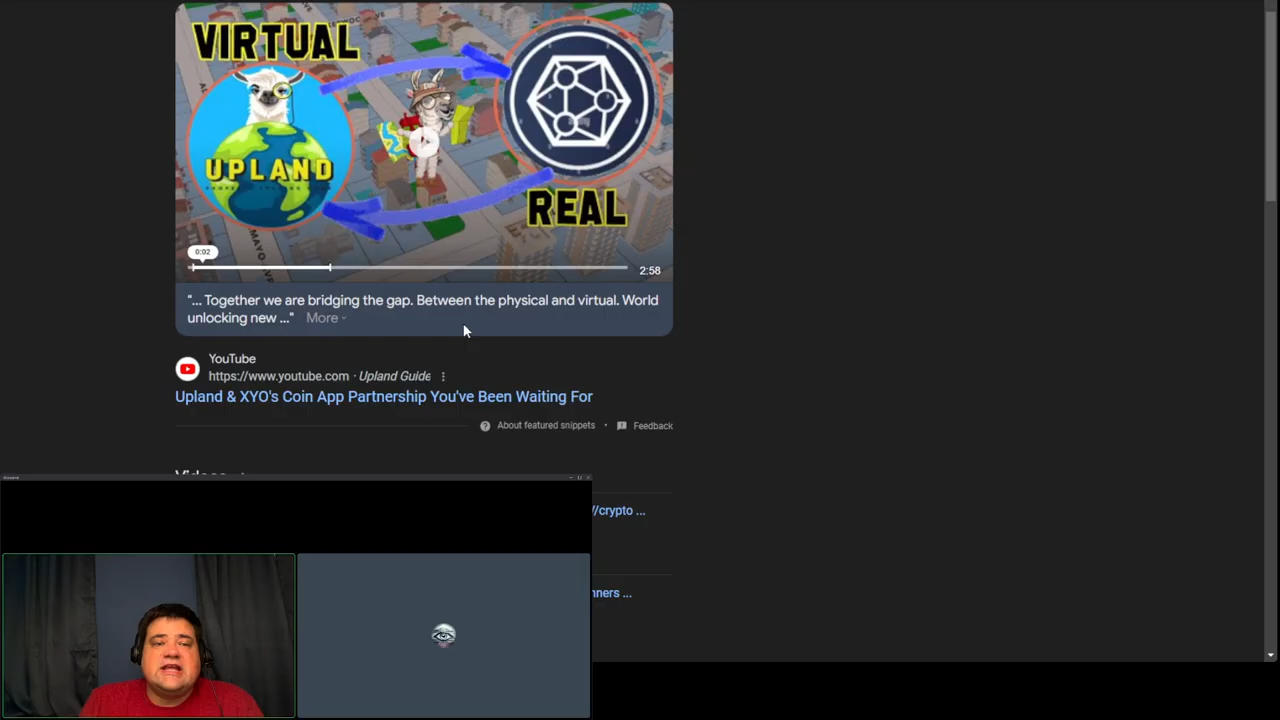 VIRTUAL
UPLAND
REAL
MAYO AVE
0:02
2:58
"... Together we are bridging the gap. Between the physical and virtual. World
unlocking new ..." More
YouTube
https://www.youtube.com · Upland Guide
Upland & XYO's Coin App Partnership You've Been Waiting For
About featured snippets • Feedback
//crypto ...
nners ...